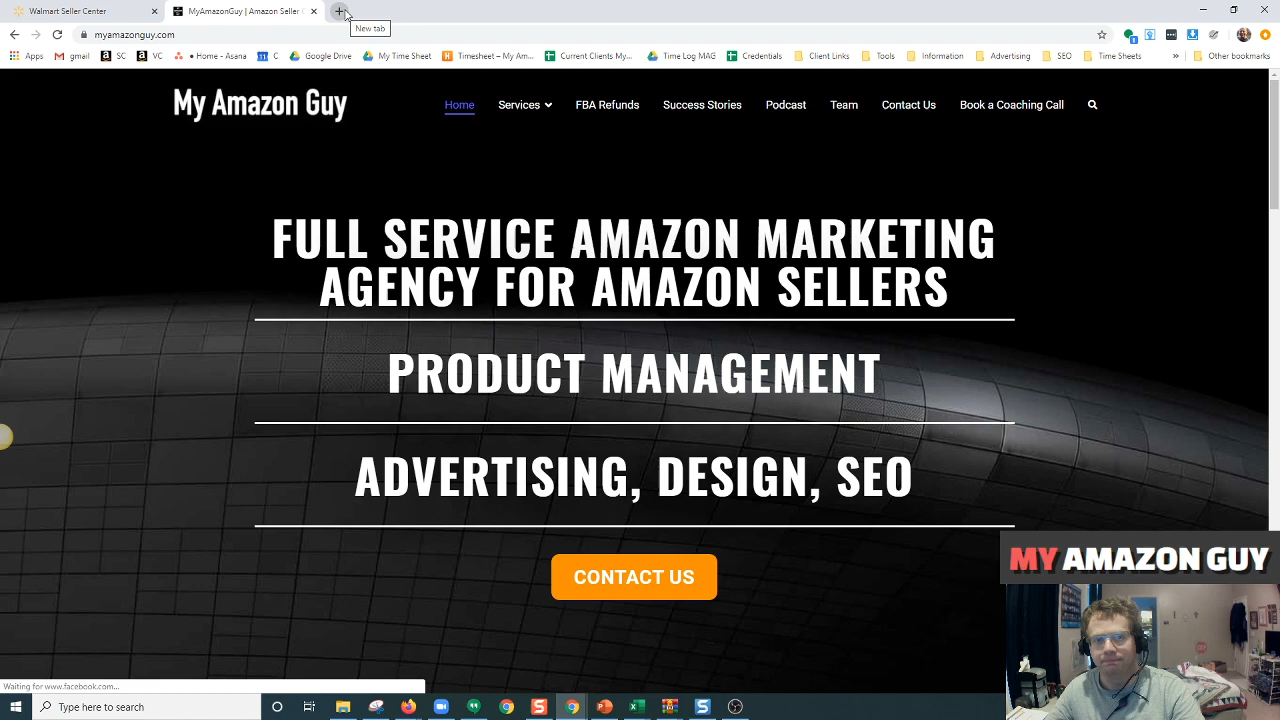 Walmart Seller Center
MyAmazonGuy | Amazon Seller C
New tab
myamazonguy.com
Apps
gmail
SC
VC
• Home - Asana
C
Google Drive
My Time Sheet
Timesheet – My Am...
Current Clients My...
Time Log MAG
Credentials
Client Links
Tools
Information
Advertising
SEO
Time Sheets
»
Other bookmarks
My Amazon Guy
Home
Services
FBA Refunds
Success Stories
Podcast
Team
Contact Us
Book a Coaching Call
FULL SERVICE AMAZON MARKETING
AGENCY FOR AMAZON SELLERS
PRODUCT MANAGEMENT
ADVERTISING, DESIGN, SEO
CONTACT US
MY AMAZON GUY
Waiting for www.facebook.com...
Type here to search